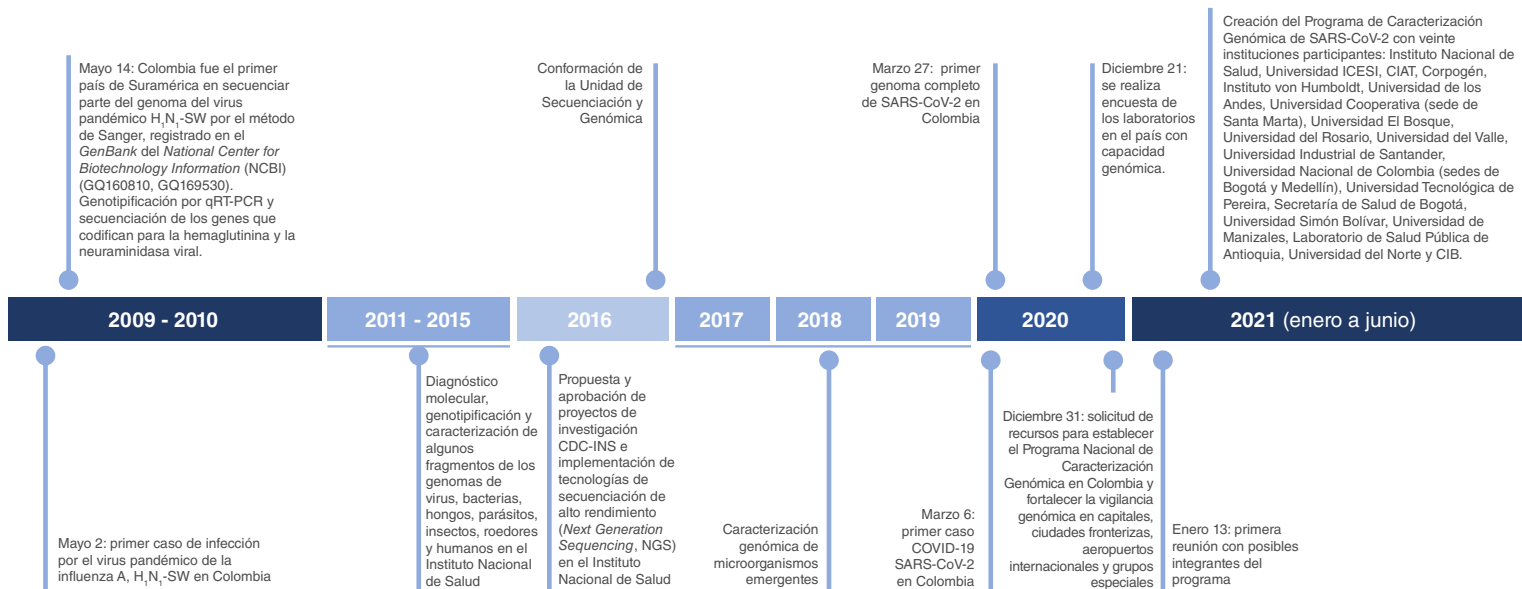 Mayo 14: Colombia fue el primer
país de Suramérica en secuenciar
parte del genoma del virus
pandémico H1N1-SW por el método
de Sanger, registrado en el
GenBank del National Center for
Biotechnology Information (NCBI)
(GQ160810, GQ169530).
Genotipificación por qRT-PCR y
secuenciación de los genes que
codifican para la hemaglutinina y la
neuraminidasa viral.
Conformación de
la Unidad de
Secuenciación y
Genómica
Marzo 27: primer
genoma completo
de SARS-CoV-2 en
Colombia
Diciembre 21:
se realiza
encuesta de
los laboratorios
en el país con
capacidad
genómica.
Creación del Programa de Caracterización
Genómica de SARS-CoV-2 con veinte
instituciones participantes: Instituto Nacional de
Salud, Universidad ICESI, CIAT, Corpogén,
Instituto von Humboldt, Universidad de los
Andes, Universidad Cooperativa (sede de
Santa Marta), Universidad El Bosque,
Universidad del Rosario, Universidad del Valle,
Universidad Industrial de Santander,
Universidad Nacional de Colombia (sedes de
Bogotá y Medellín), Universidad Tecnológica de
Pereira, Secretaría de Salud de Bogotá,
Universidad Simón Bolívar, Universidad de
Manizales, Laboratorio de Salud Pública de
Antioquia, Universidad del Norte y CIB.
2009 - 2010
2011 - 2015
2016
2017
2018
2019
2020
2021 (enero a junio)
Mayo 2: primer caso de infección
por el virus pandémico de la
influenza A, H1N1-SW en Colombia
Diagnóstico
molecular,
genotipificación y
caracterización de
algunos
fragmentos de los
genomas de
virus, bacterias,
hongos, parásitos,
insectos, roedores
y humanos en el
Instituto Nacional
de Salud
Propuesta y
aprobación de
proyectos de
investigación
CDC-INS e
implementación de
tecnologías de
secuenciación de
alto rendimiento
(Next Generation
Sequencing, NGS)
en el Instituto
Nacional de Salud
Caracterización
genómica de
microorganismos
emergentes
Marzo 6:
primer caso
COVID-19
SARS-CoV-2
en Colombia
Diciembre 31: solicitud de
recursos para establecer
el Programa Nacional de
Caracterización
Genómica en Colombia y
fortalecer la vigilancia
genómica en capitales,
ciudades fronterizas,
aeropuertos
internacionales y grupos
especiales
Enero 13: primera
reunión con posibles
integrantes del
programa